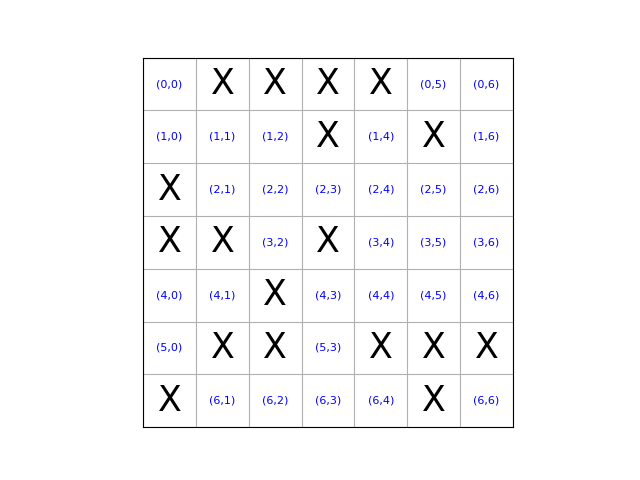 (0,0) X X X X (0,5) (0,6)
(1,0) (1,1) (1,2) X (1,4) X (1,6)
X (2,1) (2,2) (2,3) (2,4) (2,5) (2,6)
X X (3,2) X (3,4) (3,5) (3,6)
(4,0) (4,1) X (4,3) (4,4) (4,5) (4,6)
(5,0) X X (5,3) X X X
X (6,1) (6,2) (6,3) (6,4) X (6,6)